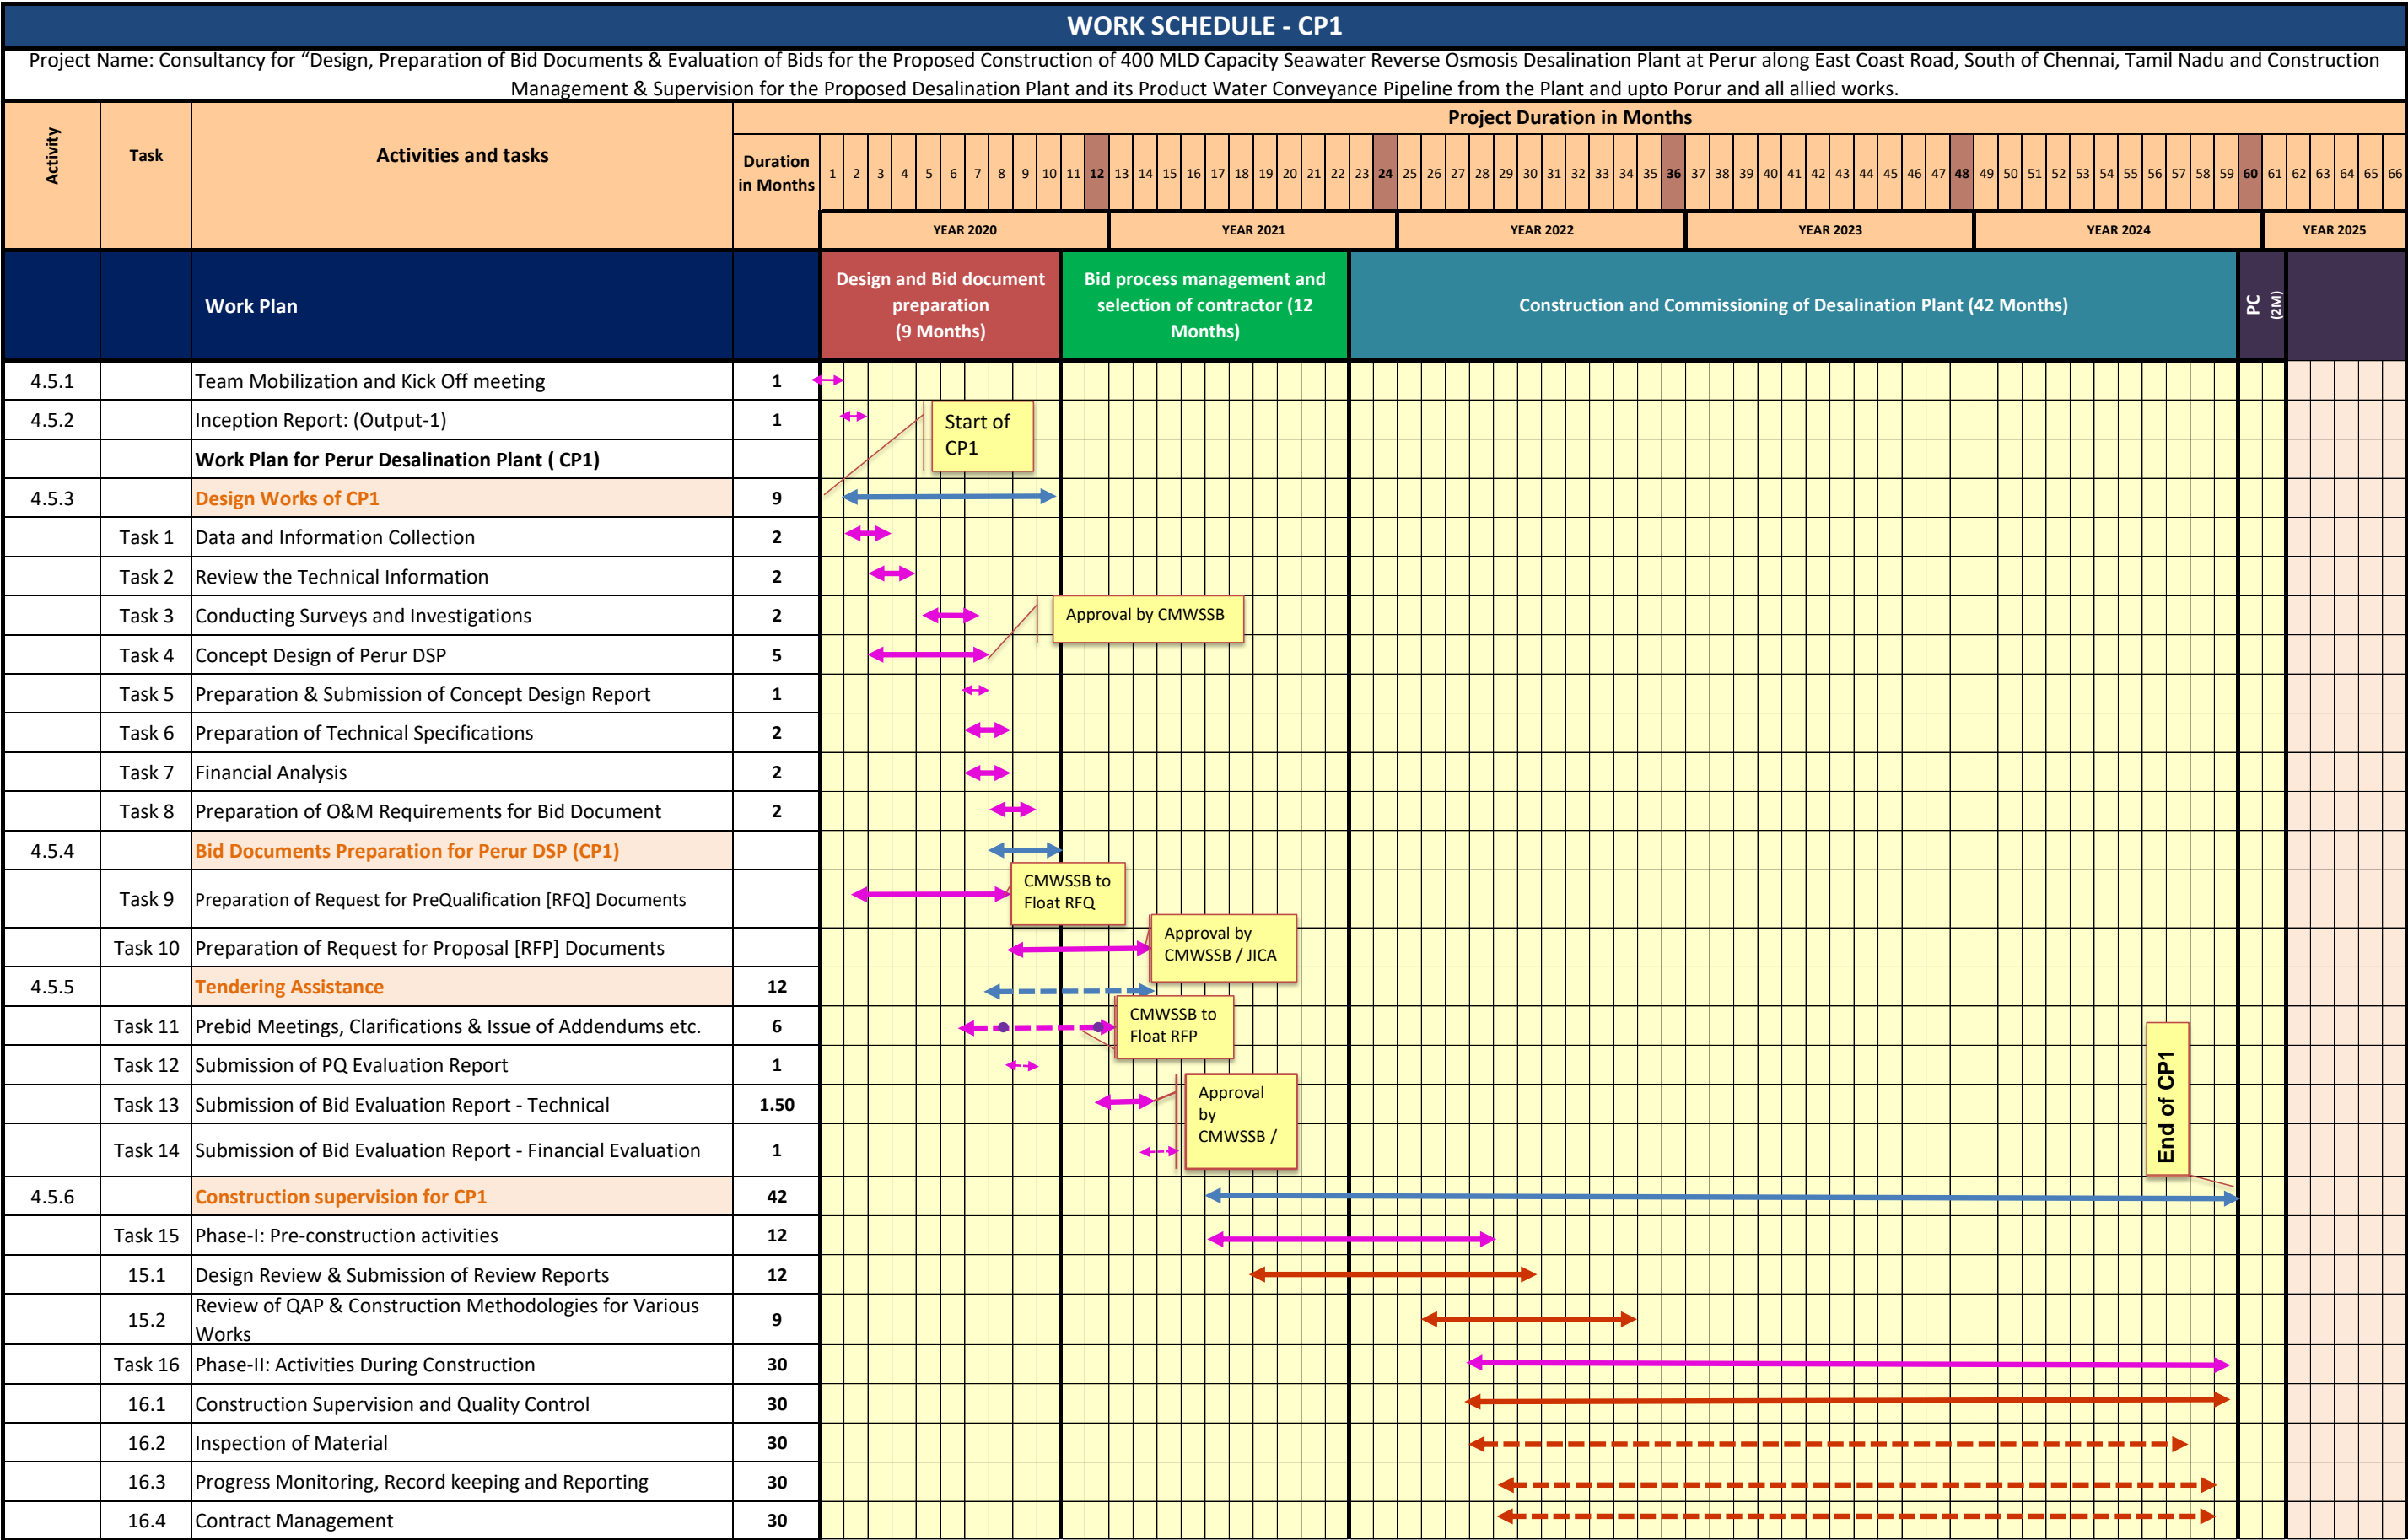 WORK SCHEDULE - CP1
Project Name: Consultancy for “Design, Preparation of Bid Documents & Evaluation of Bids for the Proposed Construction of 400 MLD Capacity Seawater Reverse Osmosis Desalination Plant at Perur along East Coast Road, South of Chennai, Tamil Nadu and Construction
Management & Supervision for the Proposed Desalination Plant and its Product Water Conveyance Pipeline from the Plant and upto Porur and all allied works.
Activity
Task
Activities and tasks
Duration
in Months
Project Duration in Months
1 2 3 4 5 6 7 8 9 10 11 12 13 14 15 16 17 18 19 20 21 22 23 24 25 26 27 28 29 30 31 32 33 34 35 36 37 38 39 40 41 42 43 44 45 46 47 48 49 50 51 52 53 54 55 56 57 58 59 60 61 62 63 64 65 66
YEAR 2020 YEAR 2021 YEAR 2022 YEAR 2023 YEAR 2024 YEAR 2025
Work Plan
Design and Bid document
preparation
(9 Months)
Bid process management and
selection of contractor (12
Months)
Construction and Commissioning of Desalination Plant (42 Months)
PC
(2M)
4.5.1 Team Mobilization and Kick Off meeting 1
4.5.2 Inception Report: (Output-1) 1
Start of
CP1
Work Plan for Perur Desalination Plant ( CP1)
4.5.3 Design Works of CP1 9
Task 1 Data and Information Collection 2
Task 2 Review the Technical Information 2
Task 3 Conducting Surveys and Investigations 2
Approval by CMWSSB
Task 4 Concept Design of Perur DSP 5
Task 5 Preparation & Submission of Concept Design Report 1
Task 6 Preparation of Technical Specifications 2
Task 7 Financial Analysis 2
Task 8 Preparation of O&M Requirements for Bid Document 2
4.5.4 Bid Documents Preparation for Perur DSP (CP1)
Task 9 Preparation of Request for PreQualification [RFQ] Documents
CMWSSB to
Float RFQ
Task 10 Preparation of Request for Proposal [RFP] Documents
Approval by
CMWSSB / JICA
4.5.5 Tendering Assistance 12
Task 11 Prebid Meetings, Clarifications & Issue of Addendums etc. 6
CMWSSB to
Float RFP
Task 12 Submission of PQ Evaluation Report 1
Task 13 Submission of Bid Evaluation Report - Technical 1.50
Approval
by
CMWSSB /
End of CP1
Task 14 Submission of Bid Evaluation Report - Financial Evaluation 1
4.5.6 Construction supervision for CP1 42
Task 15 Phase-I: Pre-construction activities 12
15.1 Design Review & Submission of Review Reports 12
15.2 Review of QAP & Construction Methodologies for Various
Works 9
Task 16 Phase-II: Activities During Construction 30
16.1 Construction Supervision and Quality Control 30
16.2 Inspection of Material 30
16.3 Progress Monitoring, Record keeping and Reporting 30
16.4 Contract Management 30